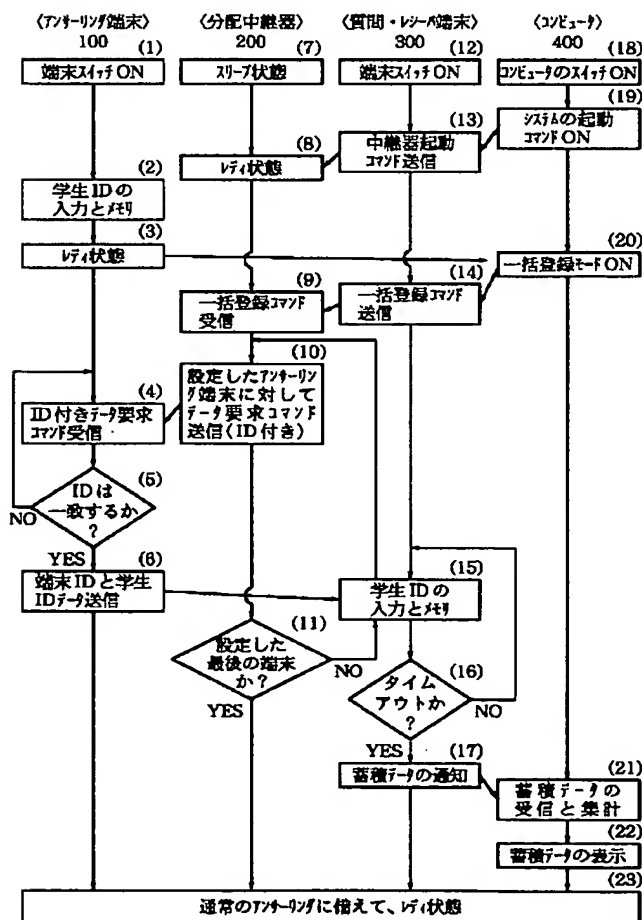 〈アンサーリング端末〉
100
〈分配中継器〉
200
〈質問・レシーバ端末〉
300
〈コンピュータ〉
400
(1)
端末スイッチON
(7)
スリープ状態
(12)
端末スイッチON
(18)
コンピュータのスイッチON
(19)
システムの起動
コマンドON
(13)
中継器起動
コマンド送信
(8)
レディ状態
(2)
学生IDの
入力とメモリ
(3)
レディ状態
(20)
一括登録モードON
(9)
一括登録コマンド
受信
(14)
一括登録コマンド
送信
(10)
設定したアンサーリン
グ端末に対して
データ要求コマンド
送信(ID付き)
(4)
ID付きデータ要求
コマンド受信
(5)
IDは
一致するか
?
NO
YES
(6)
端末IDと学生
IDデータ送信
(15)
学生IDの
入力とメモリ
(11)
設定した
最後の端末
か?
NO
YES
(16)
タイム
アウトか
?
NO
YES
(17)
蓄積データの通知
(21)
蓄積データの
受信と集計
(22)
蓄積データの表示
(23)
通常のアンサーリングに備えて、レディ状態